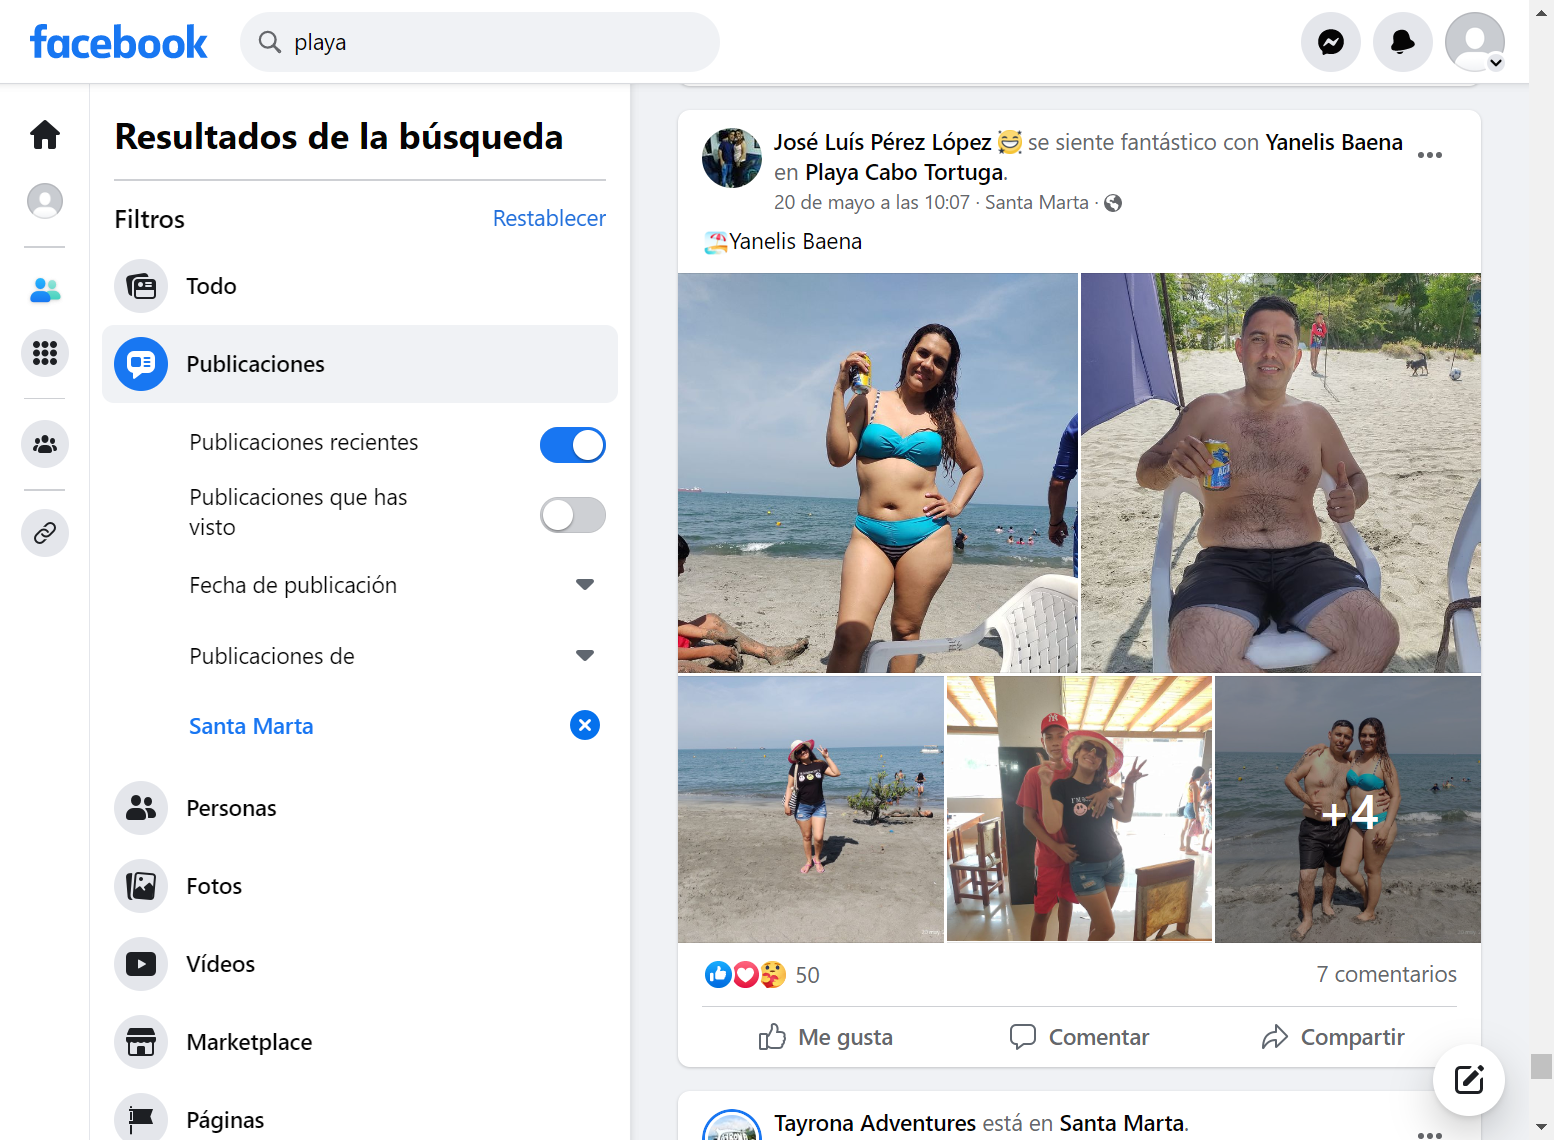 facebook
playa
Resultados de la búsqueda
Filtros
Restablecer
Todo
Publicaciones
Publicaciones recientes
Publicaciones que has
visto
Fecha de publicación
Publicaciones de
Santa Marta
Personas
Fotos
Vídeos
Marketplace
Páginas
José Luís Pérez López se siente fantástico con Yanelis Baena
en Playa Cabo Tortuga.
20 de mayo a las 10:07 · Santa Marta ·
Yanelis Baena
+4
50
7 comentarios
Me gusta
Comentar
Compartir
Tayrona Adventures está en Santa Marta.